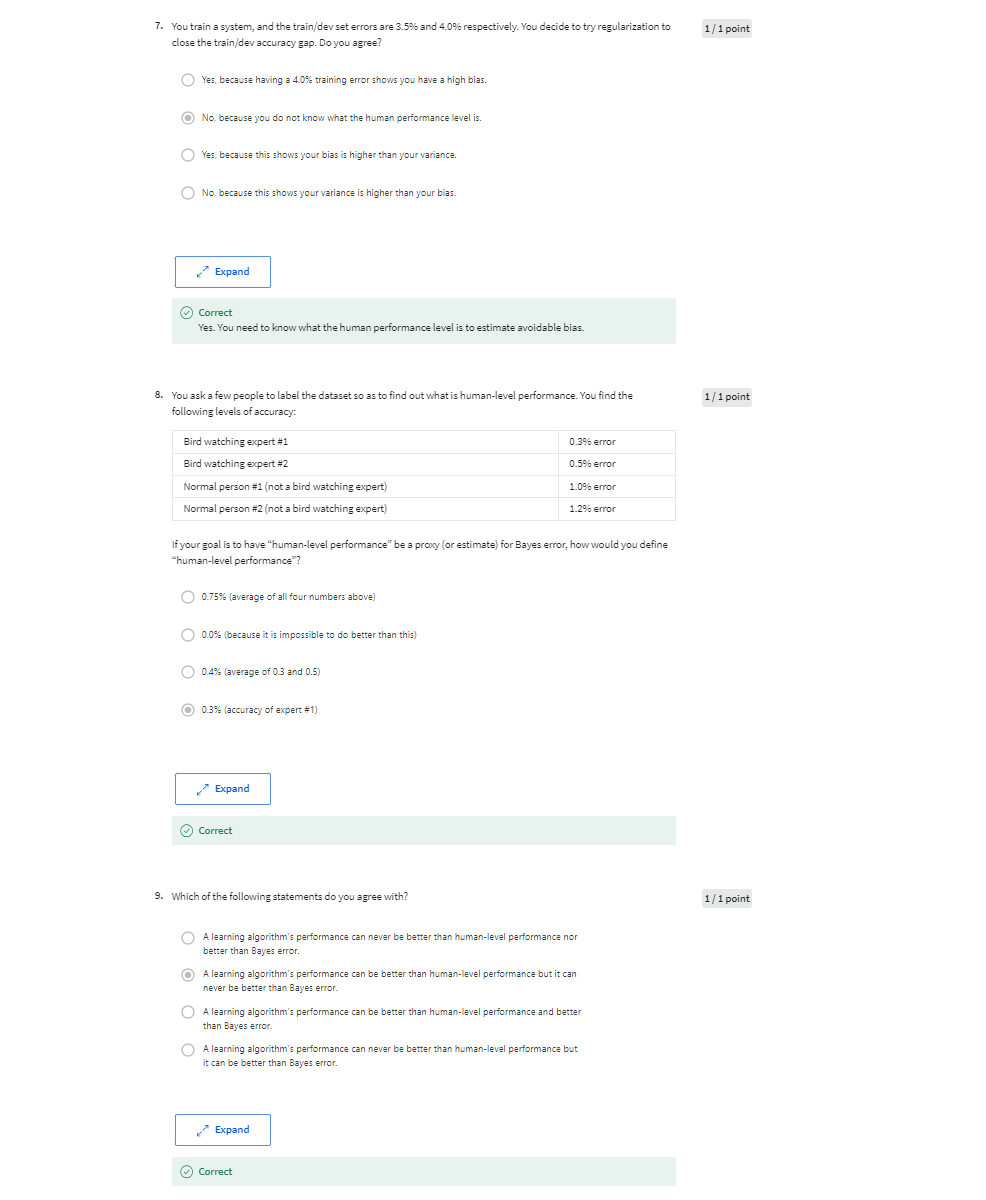 7. You train a system, and the train/dev set errors are 3.5% and 4.0% respectively. You decide to try regularization to
close the train/dev accuracy gap. Do you agree?
1 / 1 point
Yes, because having a 4.0% training error shows you have a high bias.
No, because you do not know what the human performance level is.
Yes, because this shows your bias is higher than your variance.
No, because this shows your variance is higher than your bias.
Expand
Correct
Yes. You need to know what the human performance level is to estimate avoidable bias.
8. You ask a few people to label the dataset so as to find out what is human-level performance. You find the
following levels of accuracy:
1 / 1 point
Bird watching expert #1 0.3% error
Bird watching expert #2 0.5% error
Normal person #1 (not a bird watching expert) 1.0% error
Normal person #2 (not a bird watching expert) 1.2% error
If your goal is to have “human-level performance” be a proxy (or estimate) for Bayes error, how would you define
“human-level performance”?
0.75% (average of all four numbers above)
0.0% (because it is impossible to do better than this)
0.4% (average of 0.3 and 0.5)
0.3% (accuracy of expert #1)
Expand
Correct
9. Which of the following statements do you agree with?
1 / 1 point
A learning algorithm's performance can never be better than human-level performance nor
better than Bayes error.
A learning algorithm's performance can be better than human-level performance but it can
never be better than Bayes error.
A learning algorithm's performance can be better than human-level performance and better
than Bayes error.
A learning algorithm's performance can never be better than human-level performance but
it can be better than Bayes error.
Expand
Correct